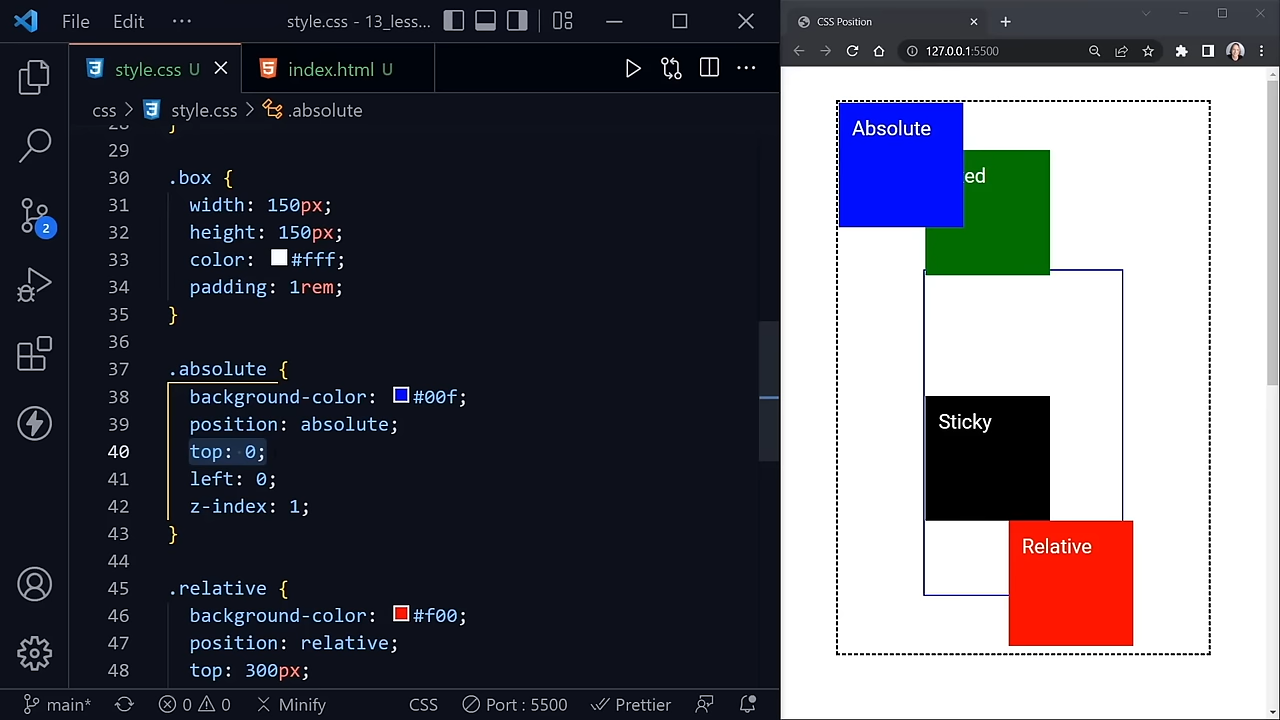 File Edit ··· style.css - 13_less...
style.css U index.html U
css > style.css > .absolute
28 }
29
30 .box {
31 width: 150px;
32 height: 150px;
33 color: #fff;
34 padding: 1rem;
35 }
36
37 .absolute {
38 background-color: #00f;
39 position: absolute;
40 top: 0;
41 left: 0;
42 z-index: 1;
43 }
44
45 .relative {
46 background-color: #f00;
47 position: relative;
48 top: 300px;
2
main* 0 0 Minify CSS Port : 5500 Prettier
CSS Position
127.0.0.1:5500
Absolute
ed
Sticky
Relative